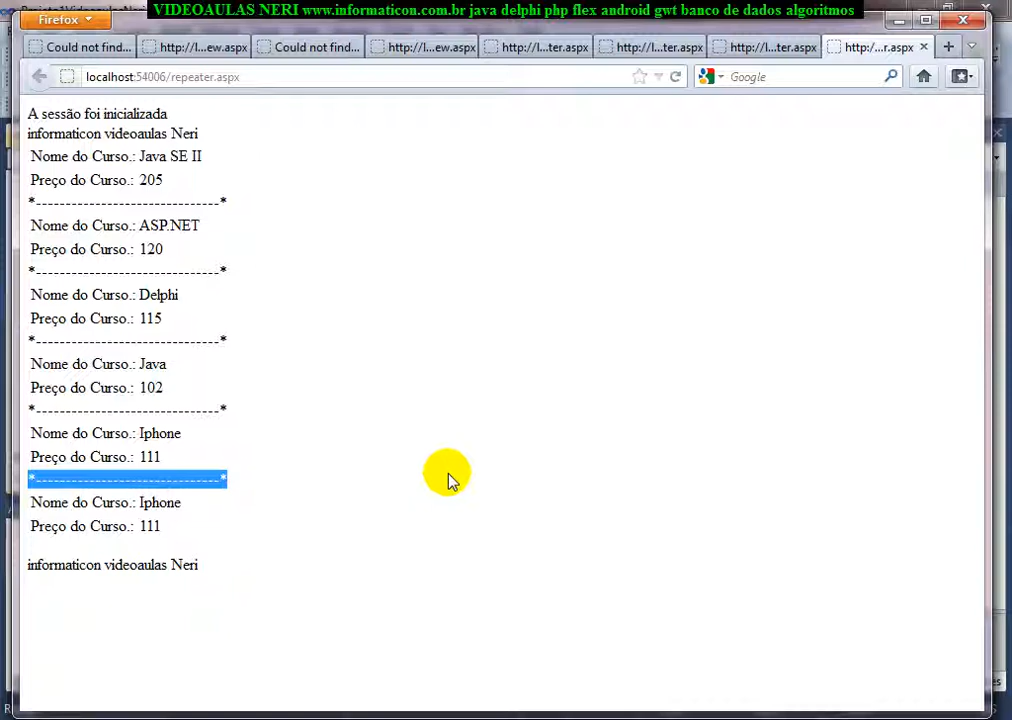 VIDEOAULAS NERI www.informaticon.com.br java delphi php flex android gwt banco de dados algoritmos
Firefox
Could not find... http://l...ew.aspx Could not find... http://l...ew.aspx http://l...ter.aspx http://l...ter.aspx http://l...ter.aspx http:/...r.aspx
localhost:54006/repeater.aspx Google
A sessão foi inicializada
informaticon videoaulas Neri
Nome do Curso.: Java SE II
Preço do Curso.: 205
*-------------------------------*
Nome do Curso.: ASP.NET
Preço do Curso.: 120
*-------------------------------*
Nome do Curso.: Delphi
Preço do Curso.: 115
*-------------------------------*
Nome do Curso.: Java
Preço do Curso.: 102
*-------------------------------*
Nome do Curso.: Iphone
Preço do Curso.: 111
*-------------------------------*
Nome do Curso.: Iphone
Preço do Curso.: 111
informaticon videoaulas Neri